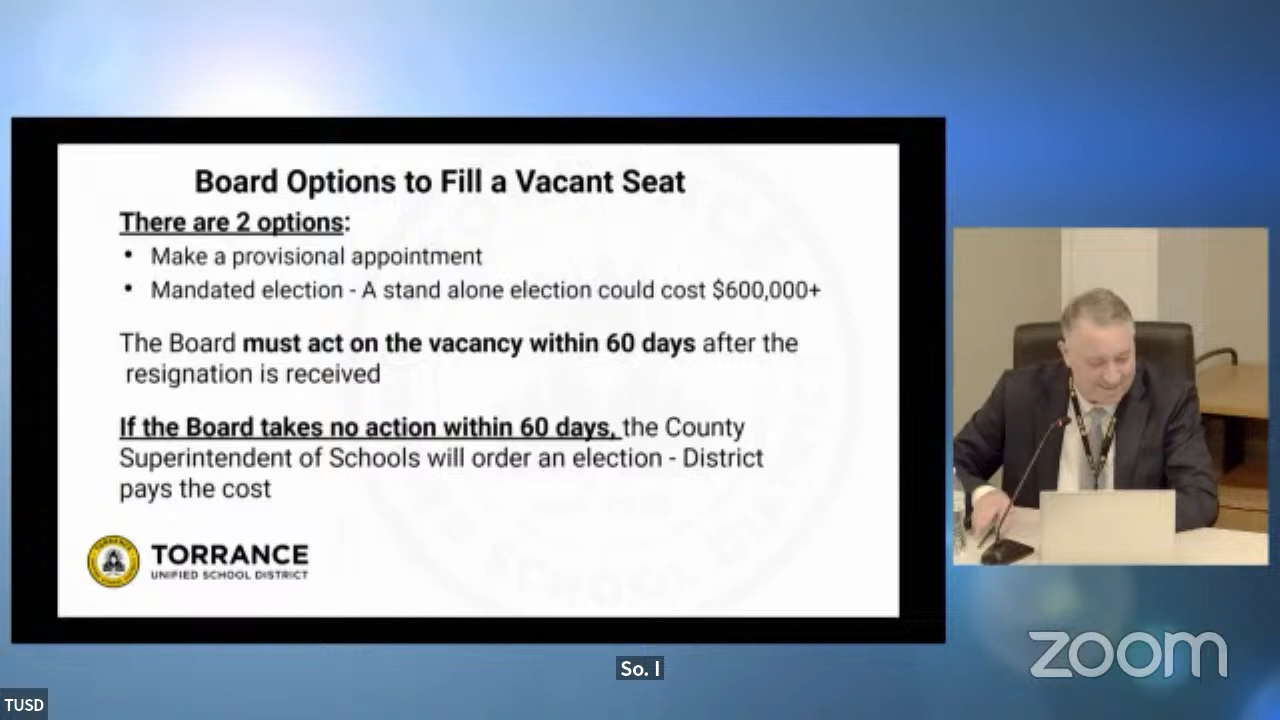 Board Options to Fill a Vacant Seat
There are 2 options:
• Make a provisional appointment
• Mandated election - A stand alone election could cost $600,000+
The Board must act on the vacancy within 60 days after the
resignation is received
If the Board takes no action within 60 days, the County
Superintendent of Schools will order an election - District
pays the cost
TORRANCE
UNIFIED SCHOOL DISTRICT
zoom
So. I
TUSD